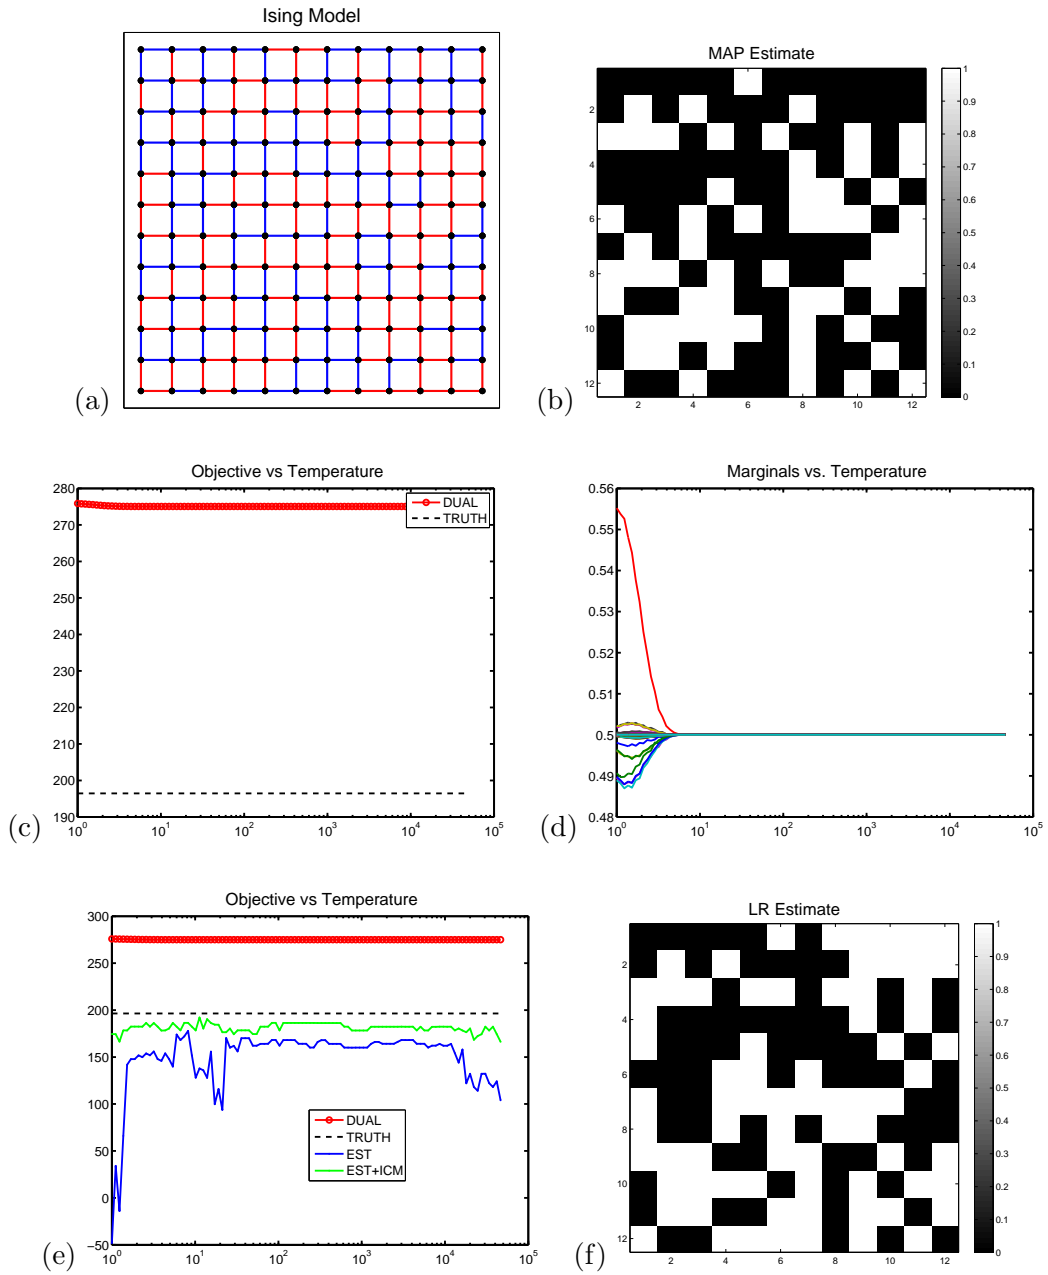 Ising Model
(a)
MAP Estimate
2
4
6
8
10
12
2 4 6 8 10 12
1
0.9
0.8
0.7
0.6
0.5
0.4
0.3
0.2
0.1
0
(b)
Objective vs Temperature
280
270
260
250
240
230
220
210
200
190
10^0 10^1 10^2 10^3 10^4 10^5
DUAL
TRUTH
(c)
Marginals vs. Temperature
0.56
0.55
0.54
0.53
0.52
0.51
0.5
0.49
0.48
10^0 10^1 10^2 10^3 10^4 10^5
(d)
Objective vs Temperature
300
250
200
150
100
50
0
−50
10^0 10^1 10^2 10^3 10^4 10^5
DUAL
TRUTH
EST
EST+ICM
(e)
LR Estimate
2
4
6
8
10
12
2 4 6 8 10 12
1
0.9
0.8
0.7
0.6
0.5
0.4
0.3
0.2
0.1
0
(f)